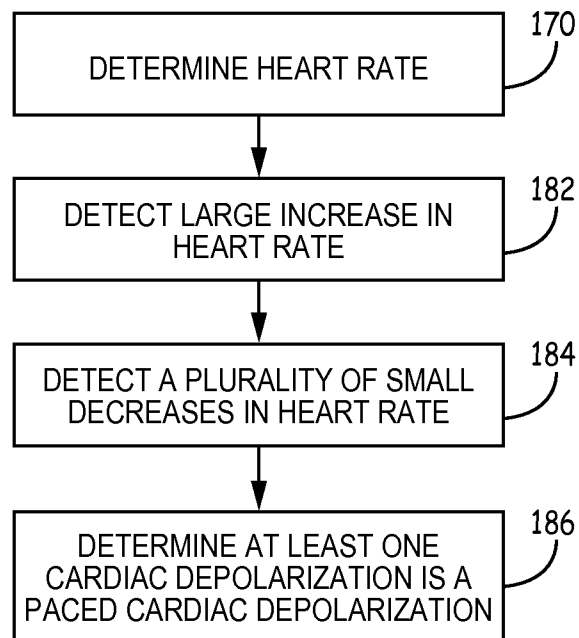 170
DETERMINE HEART RATE
182
DETECT LARGE INCREASE IN
HEART RATE
184
DETECT A PLURALITY OF SMALL
DECREASES IN HEART RATE
186
DETERMINE AT LEAST ONE
CARDIAC DEPOLARIZATION IS A
PACED CARDIAC DEPOLARIZATION